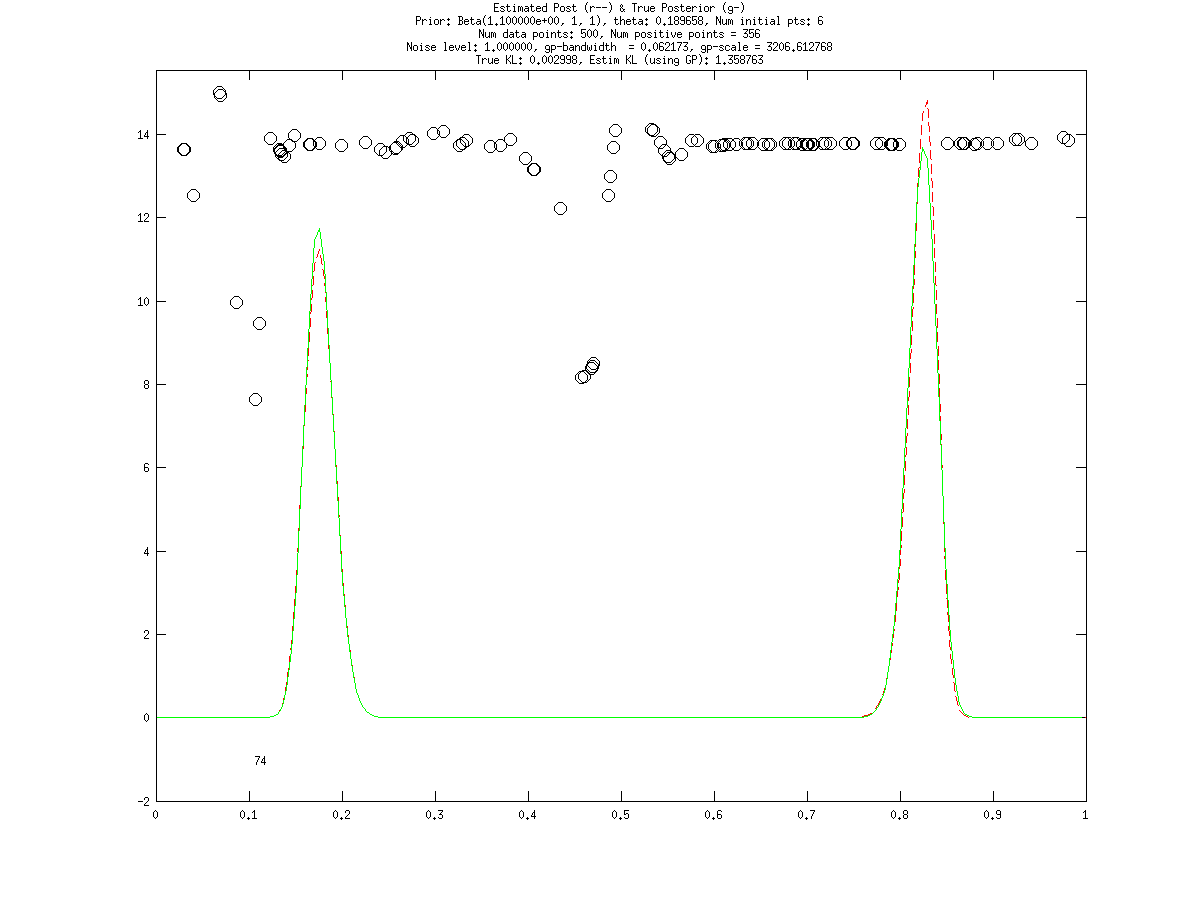 Estimated Post (r--) & True Posterior (g-)
Prior: Beta(1.100000e+00, 1, 1), theta: 0.189658, Num initial pts: 6
Num data points: 500, Num positive points = 356
Noise level: 1.000000, gp-bandwidth  = 0.062173, gp-scale = 3206.612768
True KL: 0.002998, Estim KL (using GP): 1.358763
14
12
10
8
6
4
2
0
74
-2
0 0.1 0.2 0.3 0.4 0.5 0.6 0.7 0.8 0.9 1